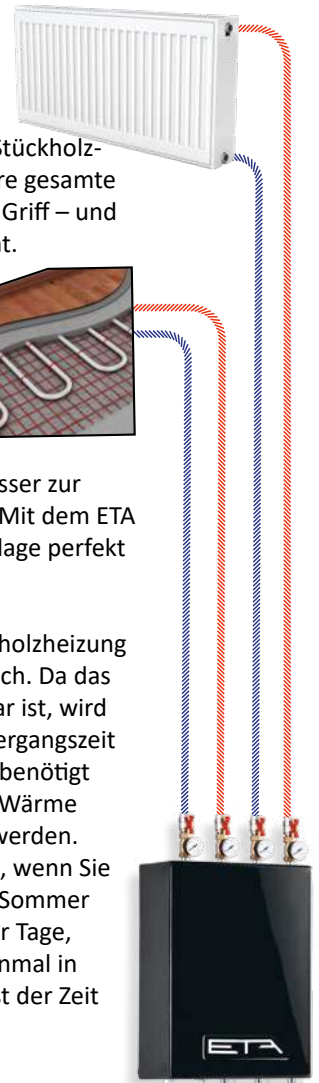 Stückholz-
re gesamte
Griff – und
t.
sser zur
Mit dem ETA
lage perfekt
holzheizung
ch. Da das
ar ist, wird
ergangszeit
benötigt
Wärme
werden.
, wenn Sie
Sommer
r Tage,
nmal in
st der Zeit
ETA